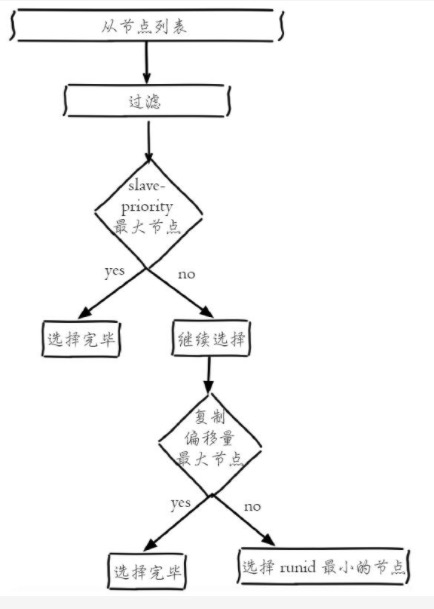 从节点列表
过滤
slave-
priority
最大节点
yes
no
选择完毕
继续选择
复制
偏移量
最大节点
yes
no
选择完毕
选择 runid 最小的节点